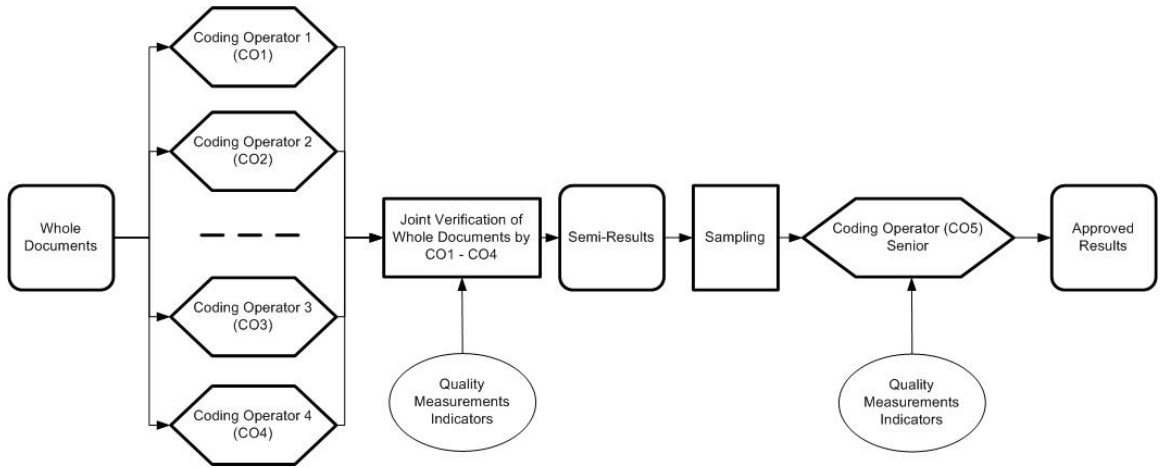 Coding Operator 1
(CO1)
Coding Operator 2
(CO2)
Whole
Documents
Coding Operator 3
(CO3)
Coding Operator 4
(CO4)
Joint Verification of
Whole Documents by
CO1 - CO4
Quality
Measurements
Indicators
Semi-Results
Sampling
Coding Operator (CO5)
Senior
Quality
Measurements
Indicators
Approved
Results